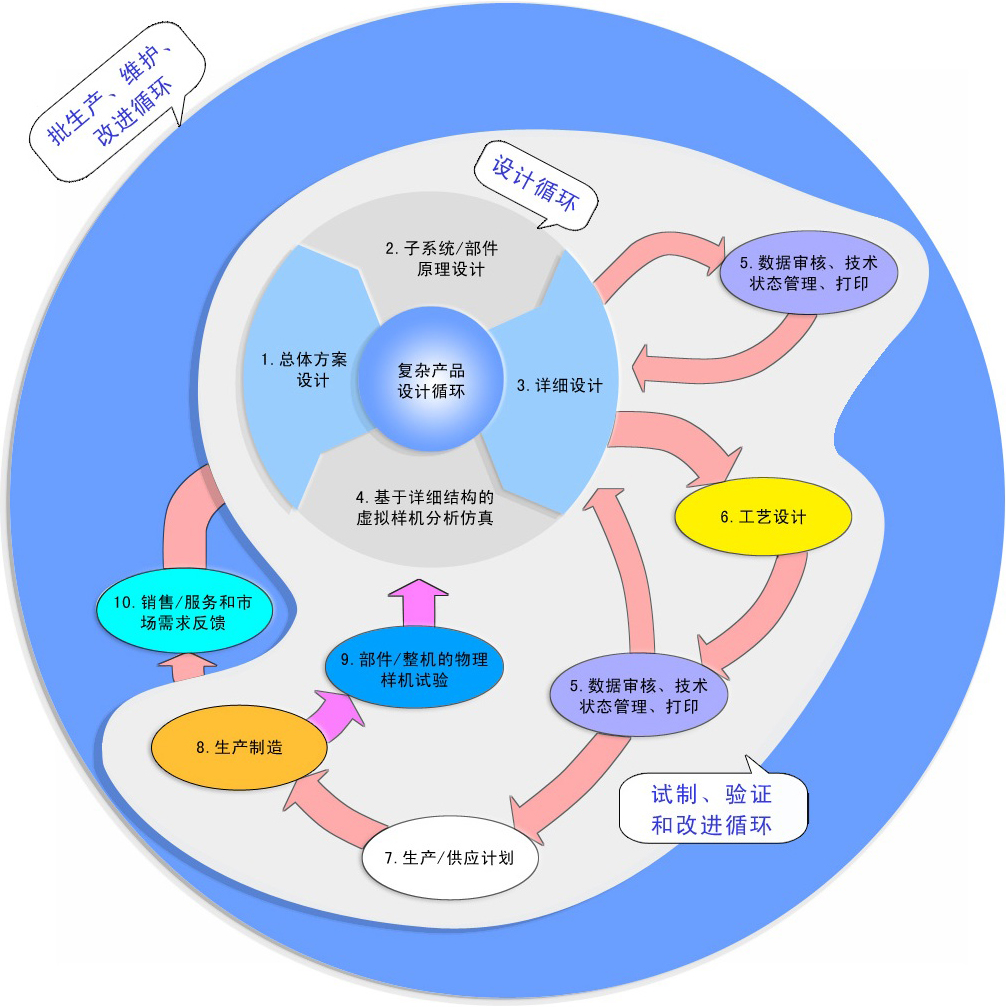 批生产、维护、
改进循环
设计循环
2. 子系统/部件
原理设计
5. 数据审核、技术
状态管理、打印
1. 总体方案
设计
复杂产品
设计循环
3. 详细设计
4. 基于详细结构的
虚拟样机分析仿真
6. 工艺设计
10. 销售/服务和市
场需求反馈
9. 部件/整机的物理
样机试验
5. 数据审核、技术
状态管理、打印
8. 生产制造
试制、验证
和改进循环
7. 生产/供应计划